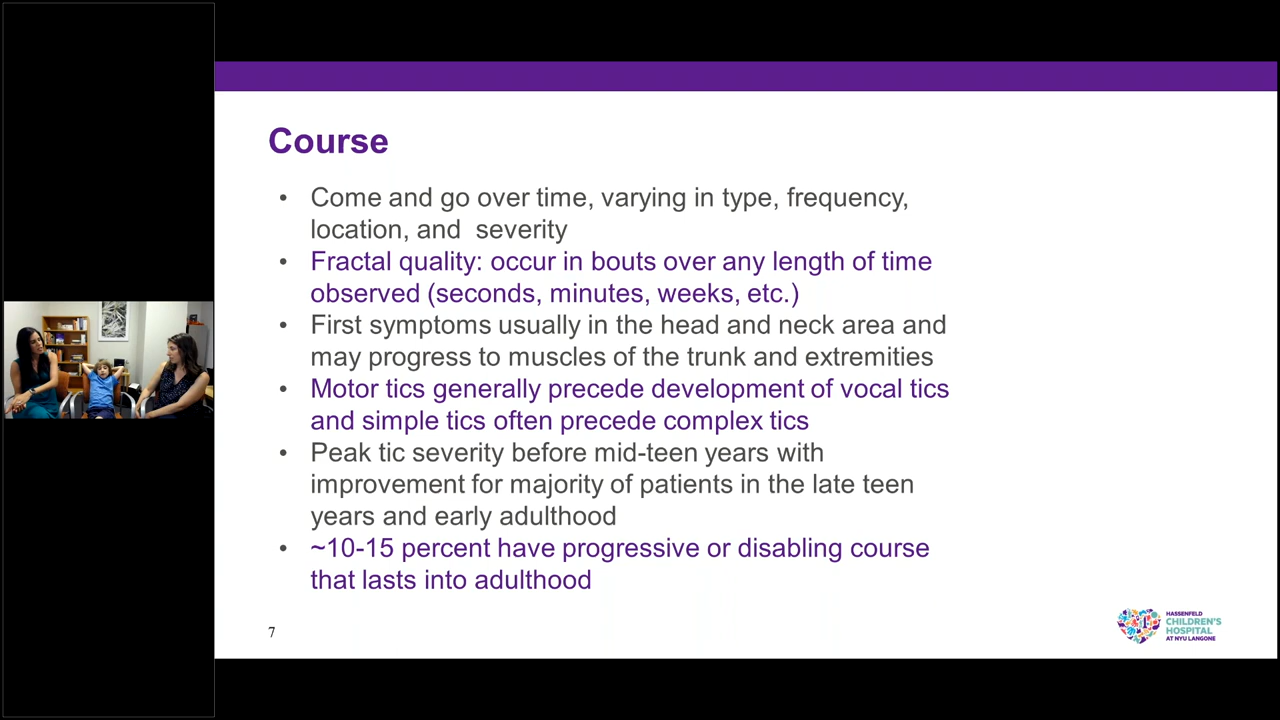 Course
• Come and go over time, varying in type, frequency,
location, and  severity
• Fractal quality: occur in bouts over any length of time
observed (seconds, minutes, weeks, etc.)
• First symptoms usually in the head and neck area and
may progress to muscles of the trunk and extremities
• Motor tics generally precede development of vocal tics
and simple tics often precede complex tics
• Peak tic severity before mid-teen years with
improvement for majority of patients in the late teen
years and early adulthood
• ~10-15 percent have progressive or disabling course
that lasts into adulthood
7
HASSENFELD
CHILDREN'S
HOSPITAL
AT NYU LANGONE